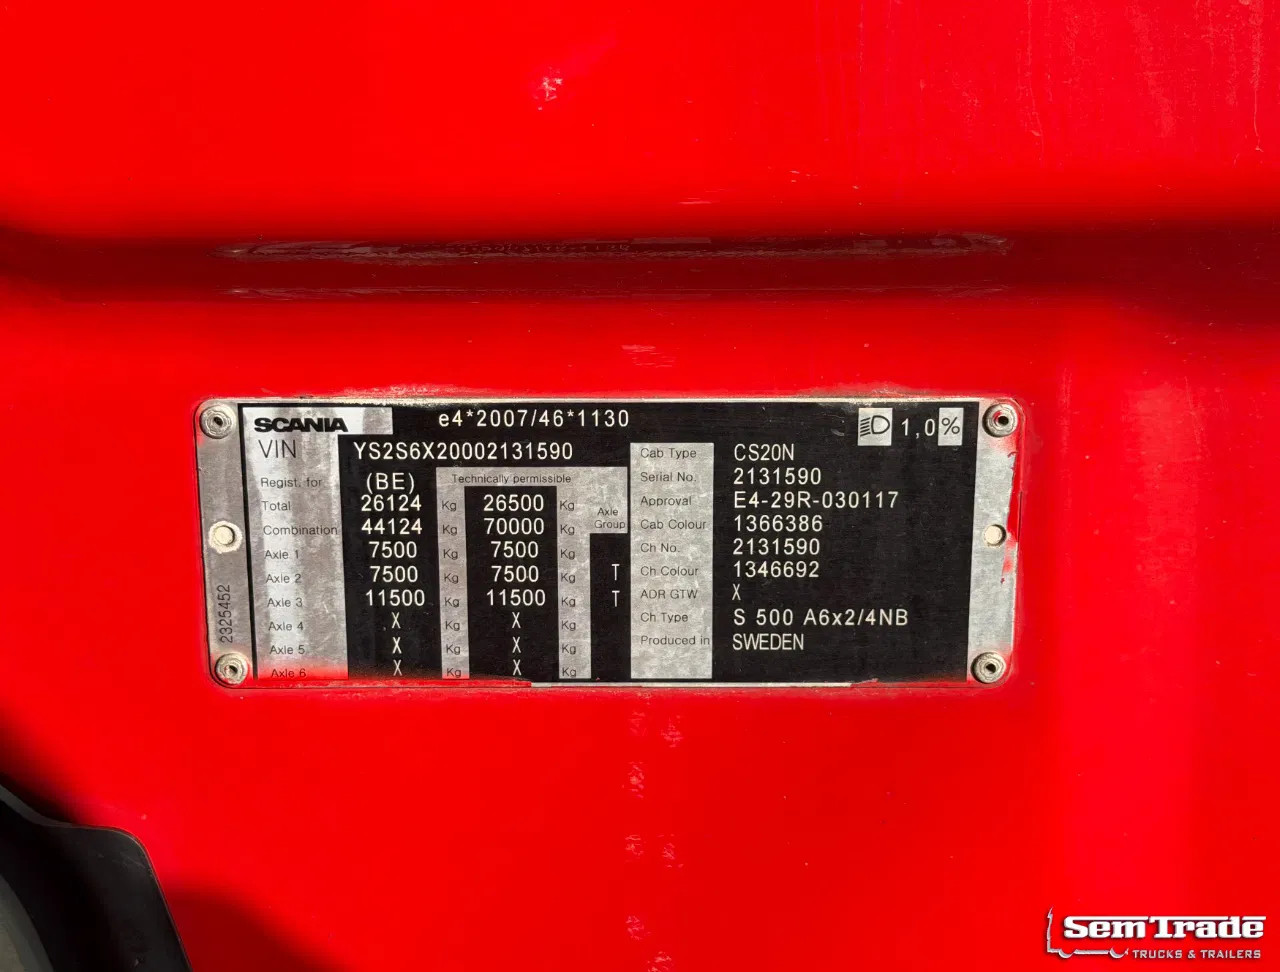 SCANIA e4*2007/46*1130 1,0%
VIN YS2S6X20002131590
Regist. for (BE) Technically permissible
Total 26124 Kg 26500 Kg Axle Group
Combination 44124 Kg 70000 Kg
Axle 1 7500 Kg 7500 Kg
Axle 2 7500 Kg 7500 Kg T
Axle 3 11500 Kg 11500 Kg T
Axle 4 X Kg X Kg
Axle 5 X Kg X Kg
Axle 6 X Kg X Kg
Cab Type CS20N
Serial No. 2131590
Approval E4-29R-030117
Cab Colour 1366386
Ch No. 2131590
Ch.Colour 1346692
ADR GTW X
Ch.Type S 500 A6x2/4NB
Produced in SWEDEN
2325452
SEMTRADE
TRUCKS & TRAILERS